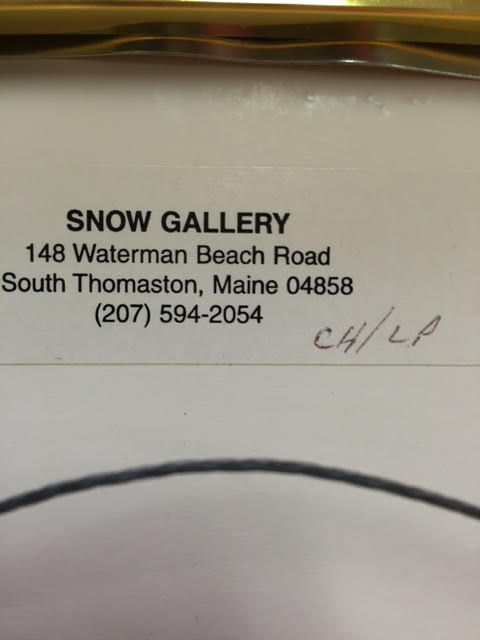 SNOW GALLERY
148 Waterman Beach Road
South Thomaston, Maine 04858
(207) 594-2054
CH/LP